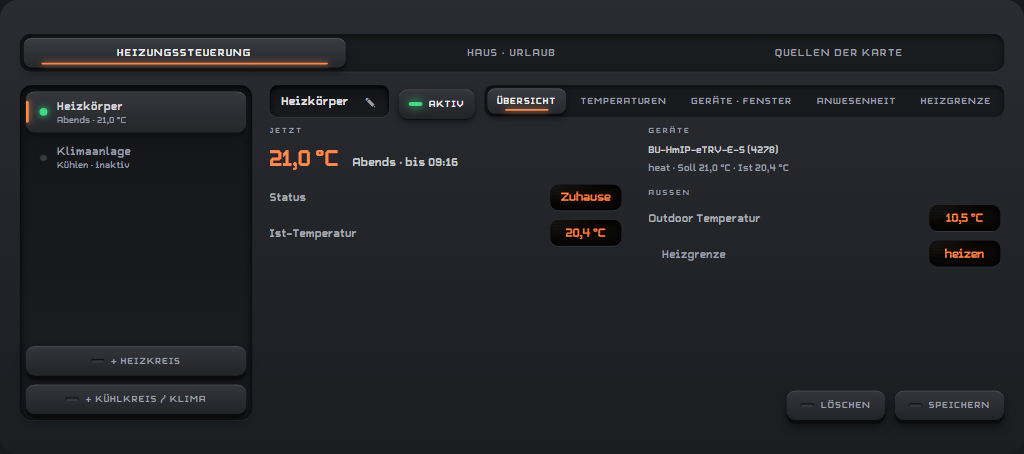 HEIZUNGSSTEUERUNG
HAUS · URLAUB
QUELLEN DER KARTE
Heizkörper
Abends · 21,0 °C
Klimaanlage
Kühlen · inaktiv
+ HEIZKREIS
+ KÜHLKREIS / KLIMA
Heizkörper
AKTIV
ÜBERSICHT
TEMPERATUREN
GERÄTE · FENSTER
ANWESENHEIT
HEIZGRENZE
JETZT
21,0 °C Abends · bis 09:16
Status Zuhause
Ist-Temperatur 20,4 °C
GERÄTE
BU-HmIP-eTRV-E-S (4278)
heat · Soll 21,0 °C · Ist 20,4 °C
AUSSEN
Outdoor Temperatur 10,5 °C
Heizgrenze heizen
LÖSCHEN
SPEICHERN